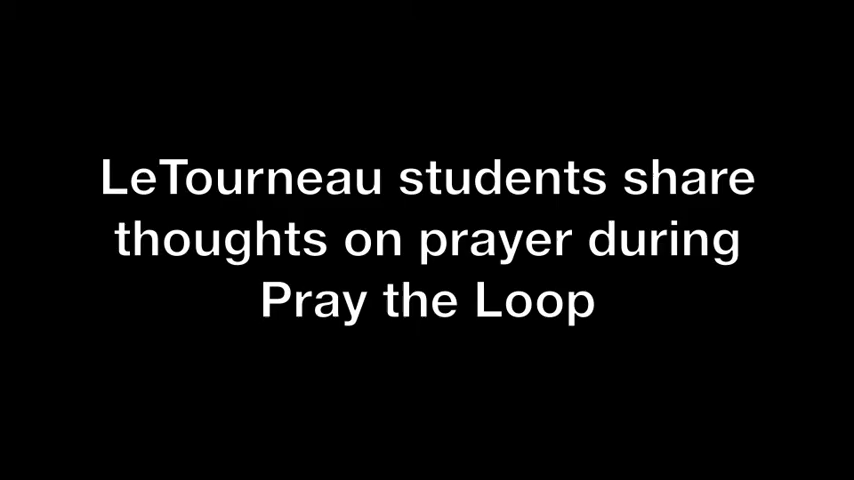 LeTourneau students share
thoughts on prayer during
Pray the Loop